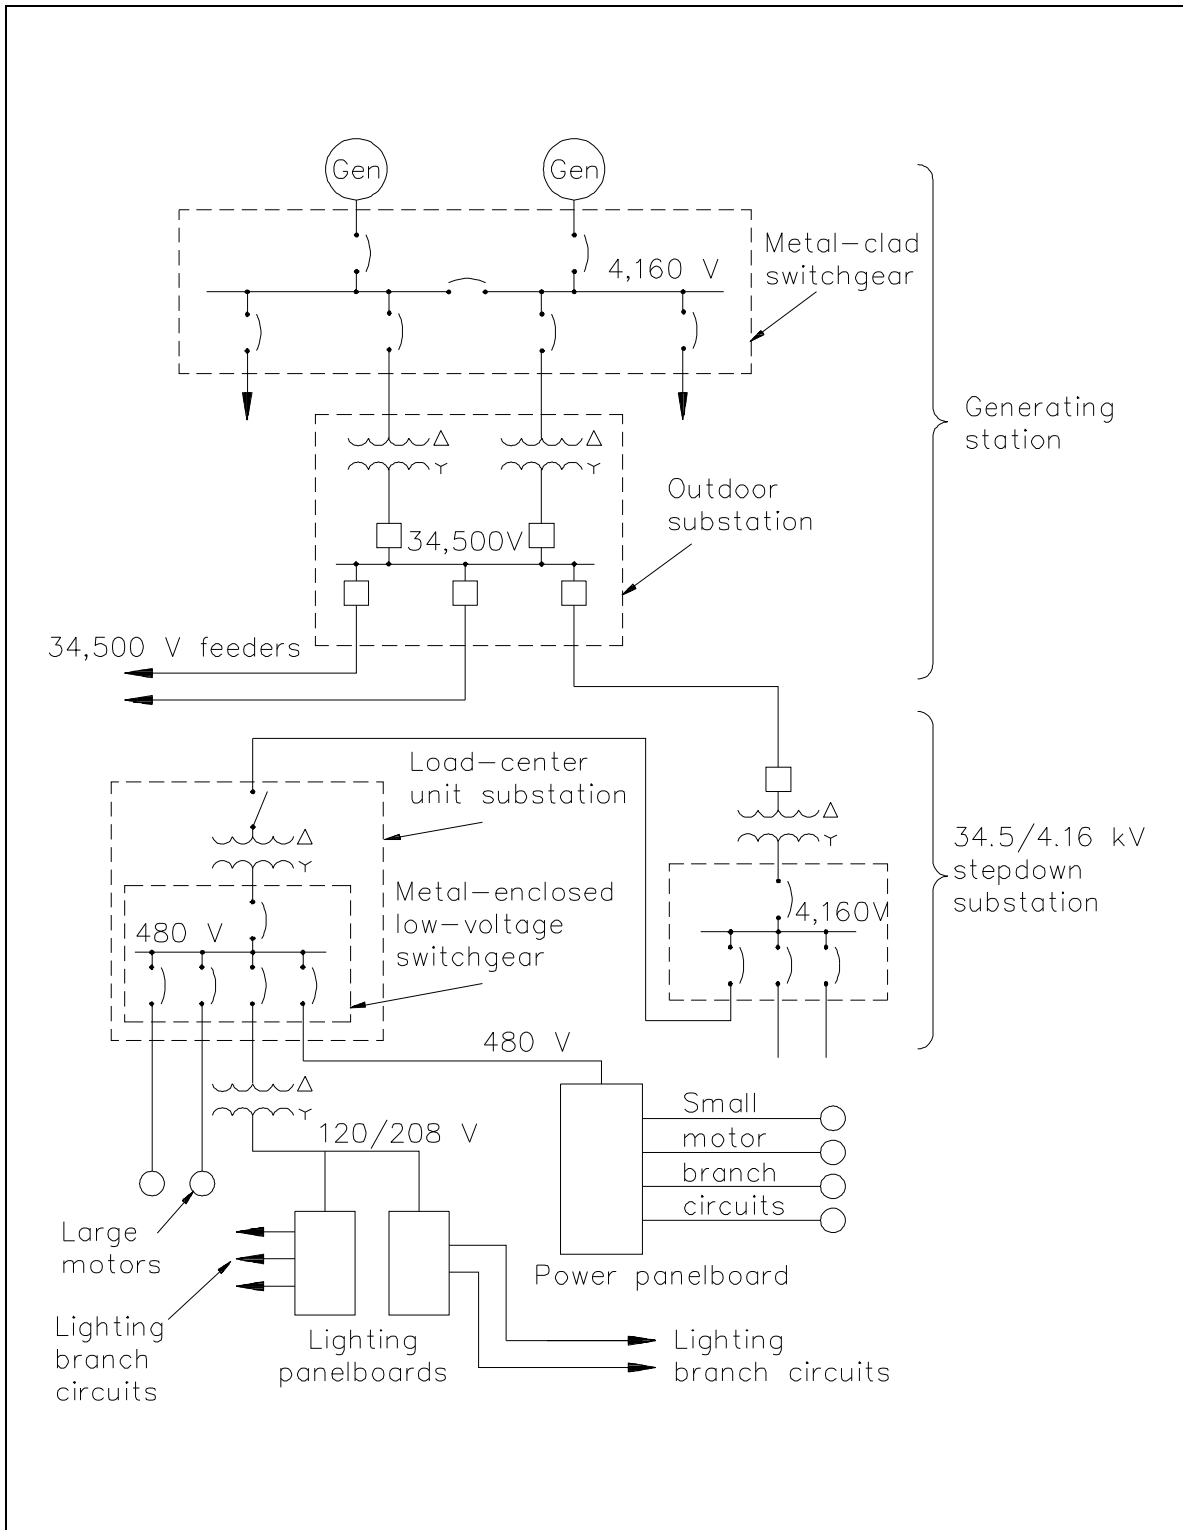 Gen
Gen
Metal-clad
switchgear
4,160 V
Generating
station
Outdoor
substation
34,500V
34,500 V feeders
Load-center
unit substation
34.5/4.16 kV
stepdown
substation
Metal-enclosed
low-voltage
switchgear
4,160V
480 V
480 V
Small
motor
branch
circuits
120/208 V
Large
motors
Power panelboard
Lighting
branch
circuits
Lighting
panelboards
Lighting
branch circuits